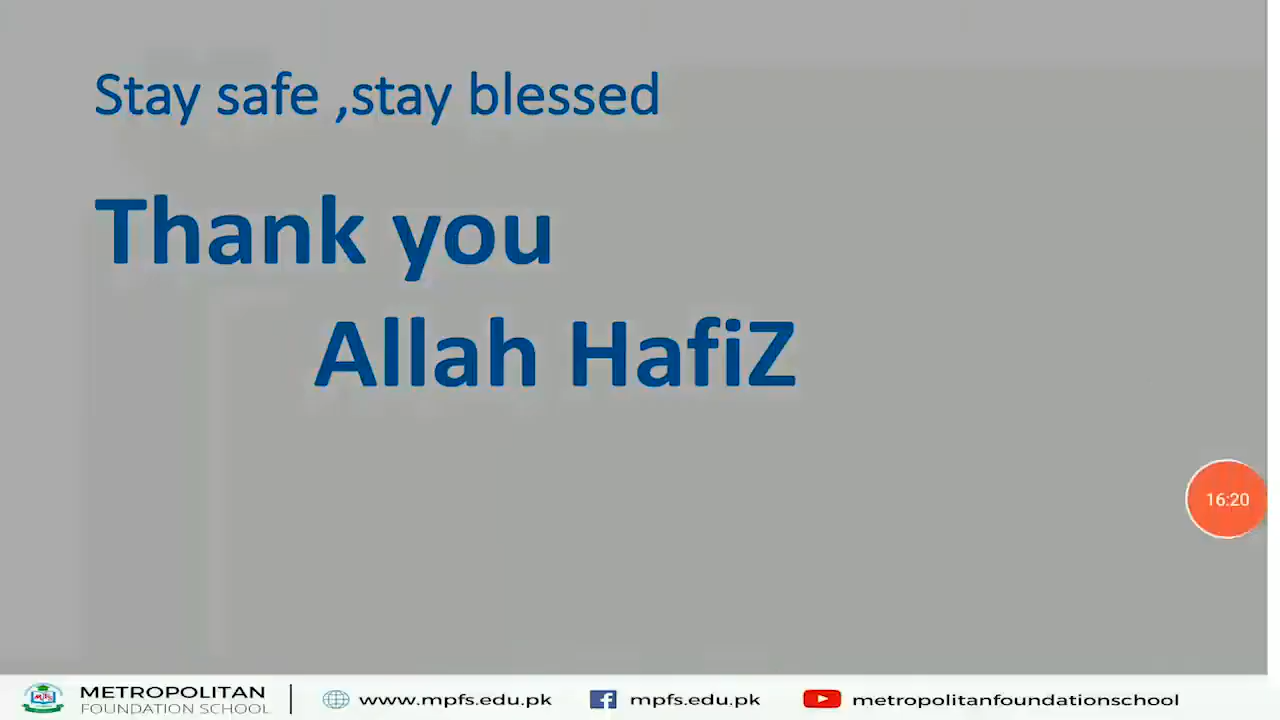 Stay safe ,stay blessed
Thank you
Allah HafiZ
16:20
MPFS
METROPOLITAN
FOUNDATION SCHOOL
www.mpfs.edu.pk
mpfs.edu.pk
metropolitanfoundationschool